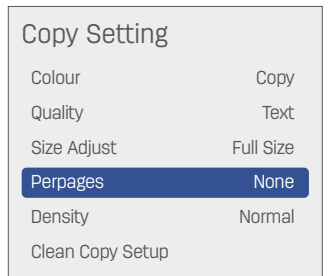 Copy Setting
Colour Copy
Quality Text
Size Adjust Full Size
Perpages None
Density Normal
Clean Copy Setup